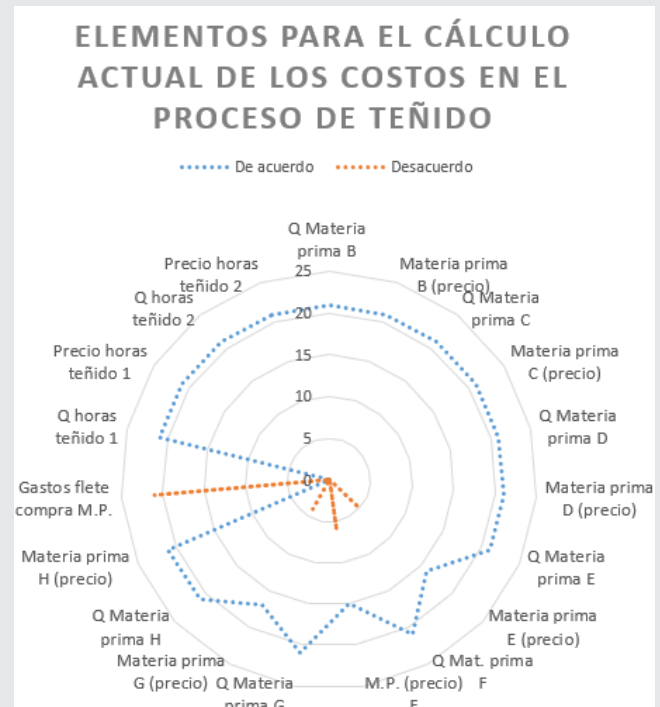 ELEMENTOS PARA EL CÁLCULO
ACTUAL DE LOS COSTOS EN EL
PROCESO DE TEÑIDO
De acuerdo
Desacuerdo
Q Materia
prima B
Materia prima
B (precio)
Q Materia
prima C
Materia prima
C (precio)
Q Materia
prima D
Materia prima
D (precio)
Q Materia
prima E
Materia prima
E (precio)
Q Mat. prima
F
M.P. (precio)
F
Q Materia
prima G
Materia prima
G (precio)
Q Materia
prima H
Materia prima
H (precio)
Gastos flete
compra M.P.
Q horas
teñido 1
Precio horas
teñido 1
Q horas
teñido 2
Precio horas
teñido 2
25
20
15
10
5
0